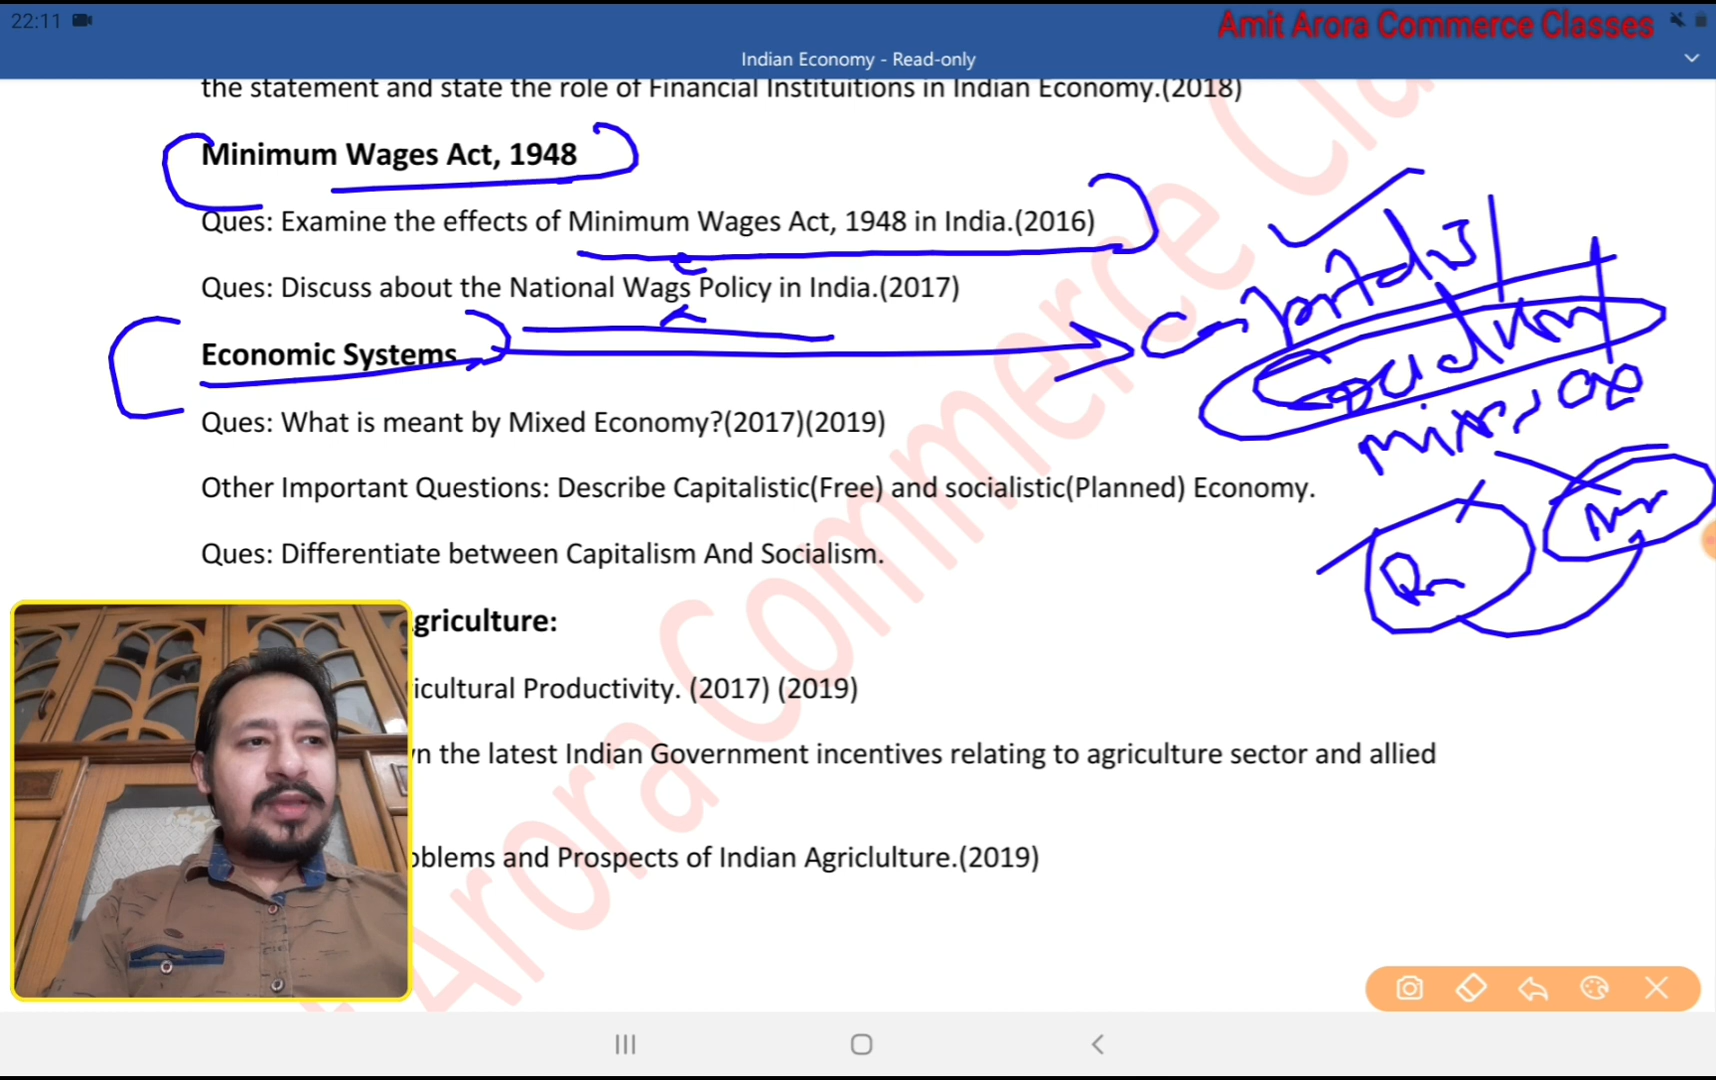 22:11
Amit Arora Commerce Classes
Indian Economy - Read-only
the statement and state the role of Financial Instituitions in Indian Economy.(2018)
Minimum Wages Act, 1948
Ques: Examine the effects of Minimum Wages Act, 1948 in India.(2016)
Ques: Discuss about the National Wags Policy in India.(2017)
Economic Systems
Ques: What is meant by Mixed Economy?(2017)(2019)
Other Important Questions: Describe Capitalistic(Free) and socialistic(Planned) Economy.
Ques: Differentiate between Capitalism And Socialism.
griculture:
icultural Productivity. (2017) (2019)
n the latest Indian Government incentives relating to agriculture sector and allied
oblems and Prospects of Indian Agriclulture.(2019)
Arora Commerce Cla